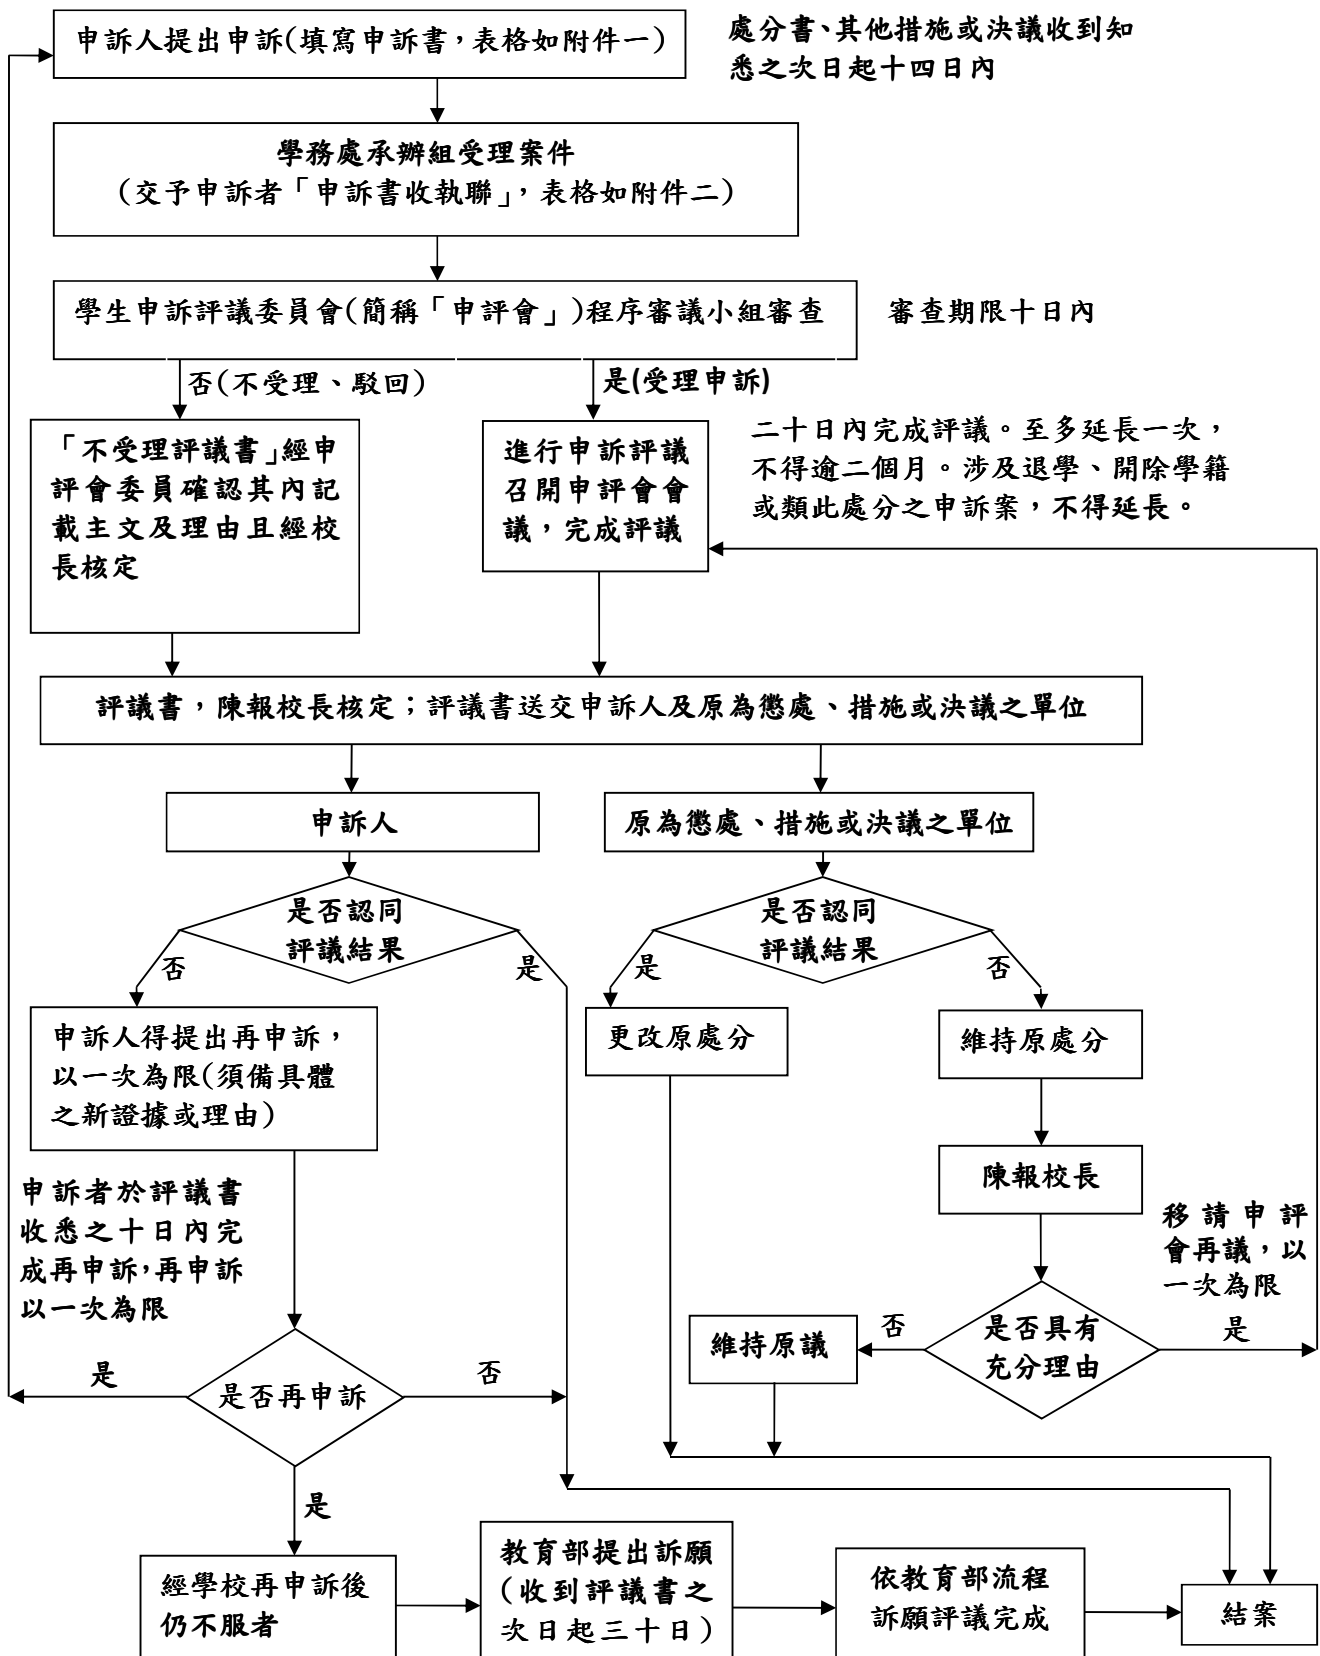 申訴人提出申訴(填寫申訴書，表格如附件一)
處分書、其他措施或決議收到知
悉之次日起十四日內
學務處承辦組受理案件
(交予申訴者「申訴書收執聯」，表格如附件二)
學生申訴評議委員會(簡稱「申評會」)程序審議小組審查
審查期限十日內
否(不受理、駁回)
是(受理申訴)
「不受理評議書」經申
評會委員確認其內記
載主文及理由且經校
長核定
進行申訴評議
召開申評會會
議，完成評議
二十日內完成評議。至多延長一次，
不得逾二個月。涉及退學、開除學籍
或類此處分之申訴案，不得延長。
評議書，陳報校長核定；評議書送交申訴人及原為懲處、措施或決議之單位
申訴人
原為懲處、措施或決議之單位
是否認同
評議結果
是否認同
評議結果
否
是
是
否
申訴人得提出再申訴，
以一次為限(須備具體
之新證據或理由)
更改原處分
維持原處分
陳報校長
申訴者於評議書
收悉之十日內完
成再申訴，再申訴
以一次為限
移請申評
會再議，以
一次為限
是否具有
充分理由
否
是
維持原議
是
是否再申訴
否
是
經學校再申訴後
仍不服者
教育部提出訴願
(收到評議書之
次日起三十日)
依教育部流程
訴願評議完成
結案